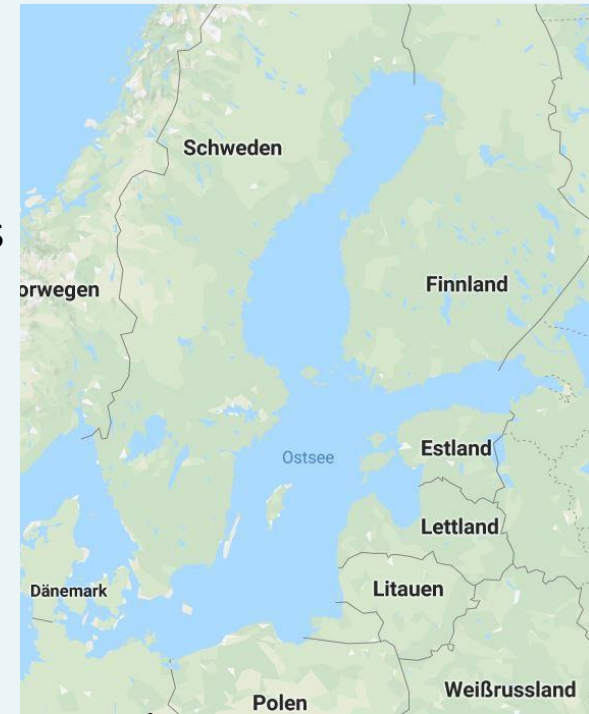 Schweden
s
orwegen
Finnland
Ostsee
Estland
Lettland
Dänemark
Litauen
Weißrussland
Polen